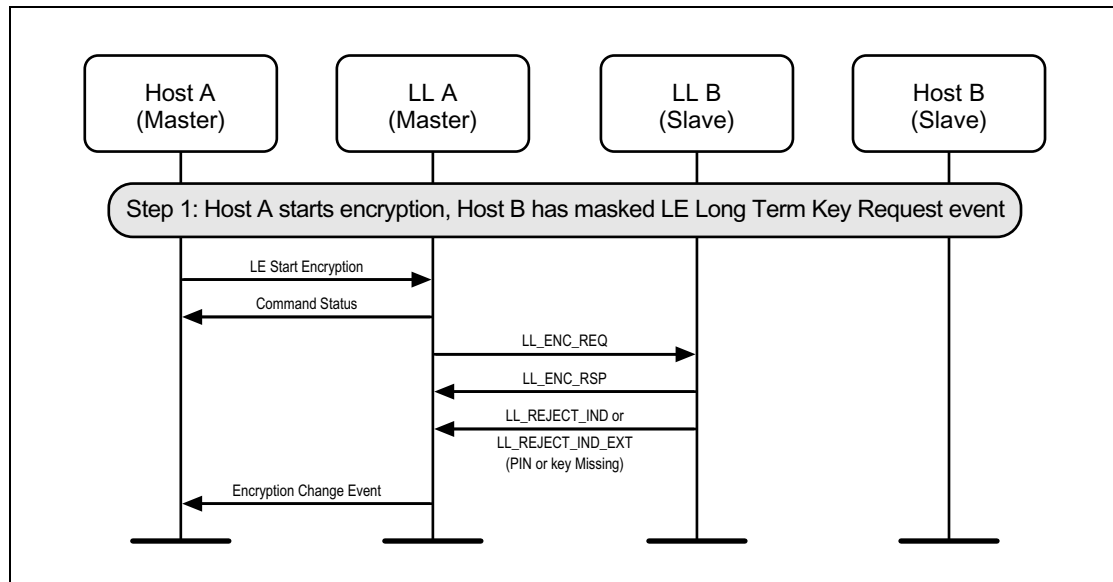 Host A
(Master)
LL A
(Master)
LL B
(Slave)
Host B
(Slave)
Step 1: Host A starts encryption, Host B has masked LE Long Term Key Request event
LE Start Encryption
Command Status
LL_ENC_REQ
LL_ENC_RSP
LL_REJECT_IND or
LL_REJECT_IND_EXT
(PIN or key Missing)
Encryption Change Event